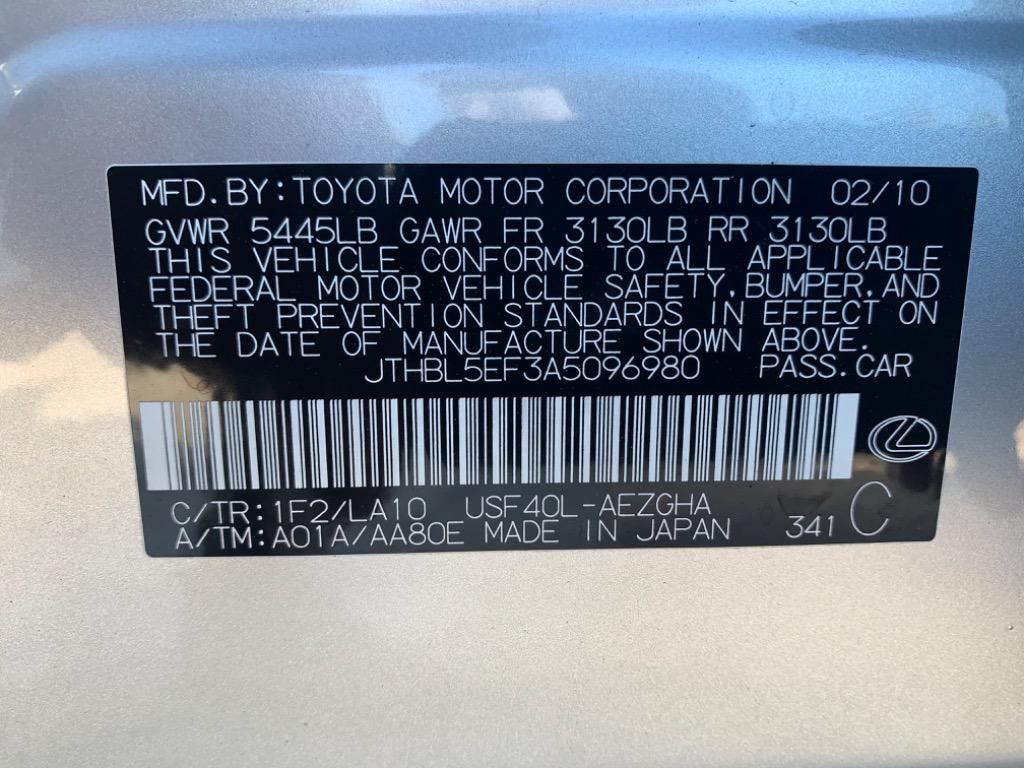 MFD. BY: TOYOTA MOTOR CORPORATION 02/10
GVWR 5445LB GAWR FR 3130LB RR 3130LB
THIS VEHICLE CONFORMS TO ALL APPLICABLE
FEDERAL MOTOR VEHICLE SAFETY, BUMPER, AND
THEFT PREVENTION STANDARDS IN EFFECT ON
THE DATE OF MANUFACTURE SHOWN ABOVE.
JTHBL5EF3A5096980 PASS. CAR
C/TR: 1F2/LA10 USF40L-AEZGHA
A/TM: A01A/AA80E MADE IN JAPAN 341 C